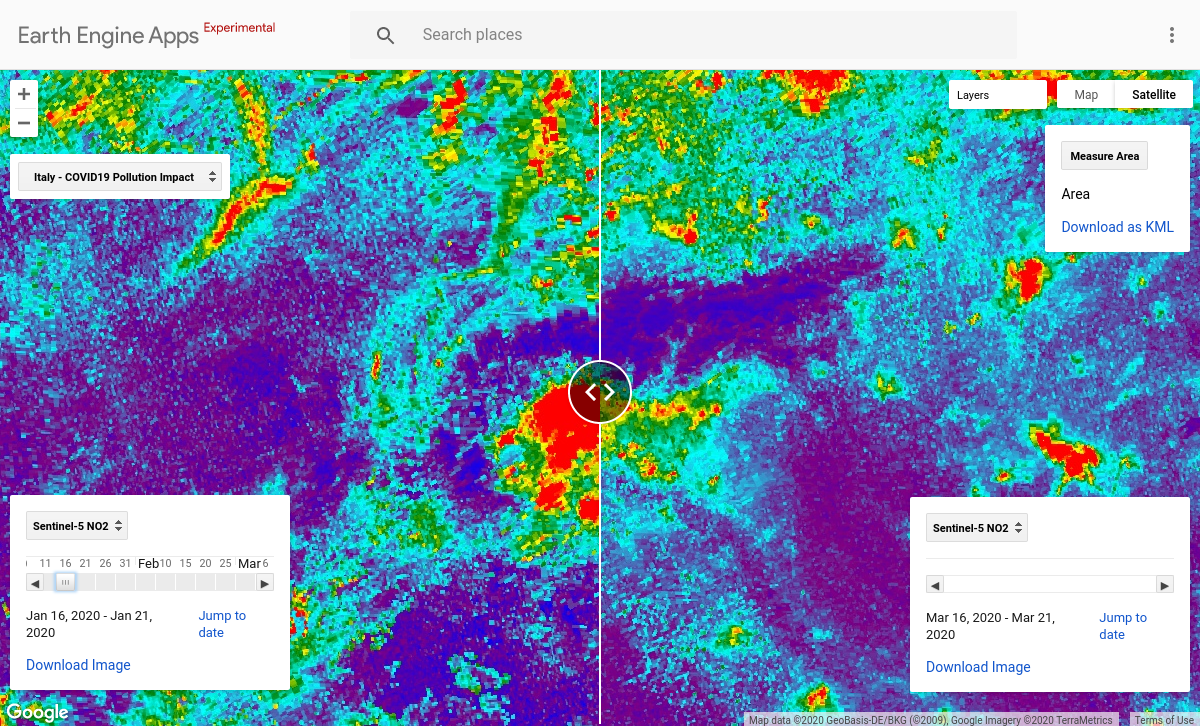 Earth Engine Apps Experimental
Search places
+
−
Layers
Map Satellite
Italy - COVID19 Pollution Impact
Measure Area
Area
Download as KML
Sentinel-5 NO2
11 16 21 26 31 Feb 10 15 20 25 Mar 6
Jan 16, 2020 - Jan 21,
2020
Jump to
date
Download Image
Sentinel-5 NO2
Mar 16, 2020 - Mar 21,
2020
Jump to
date
Download Image
Google
Map data ©2020 GeoBasis-DE/BKG (©2009), Google Imagery ©2020 TerraMetrics
Terms of Use